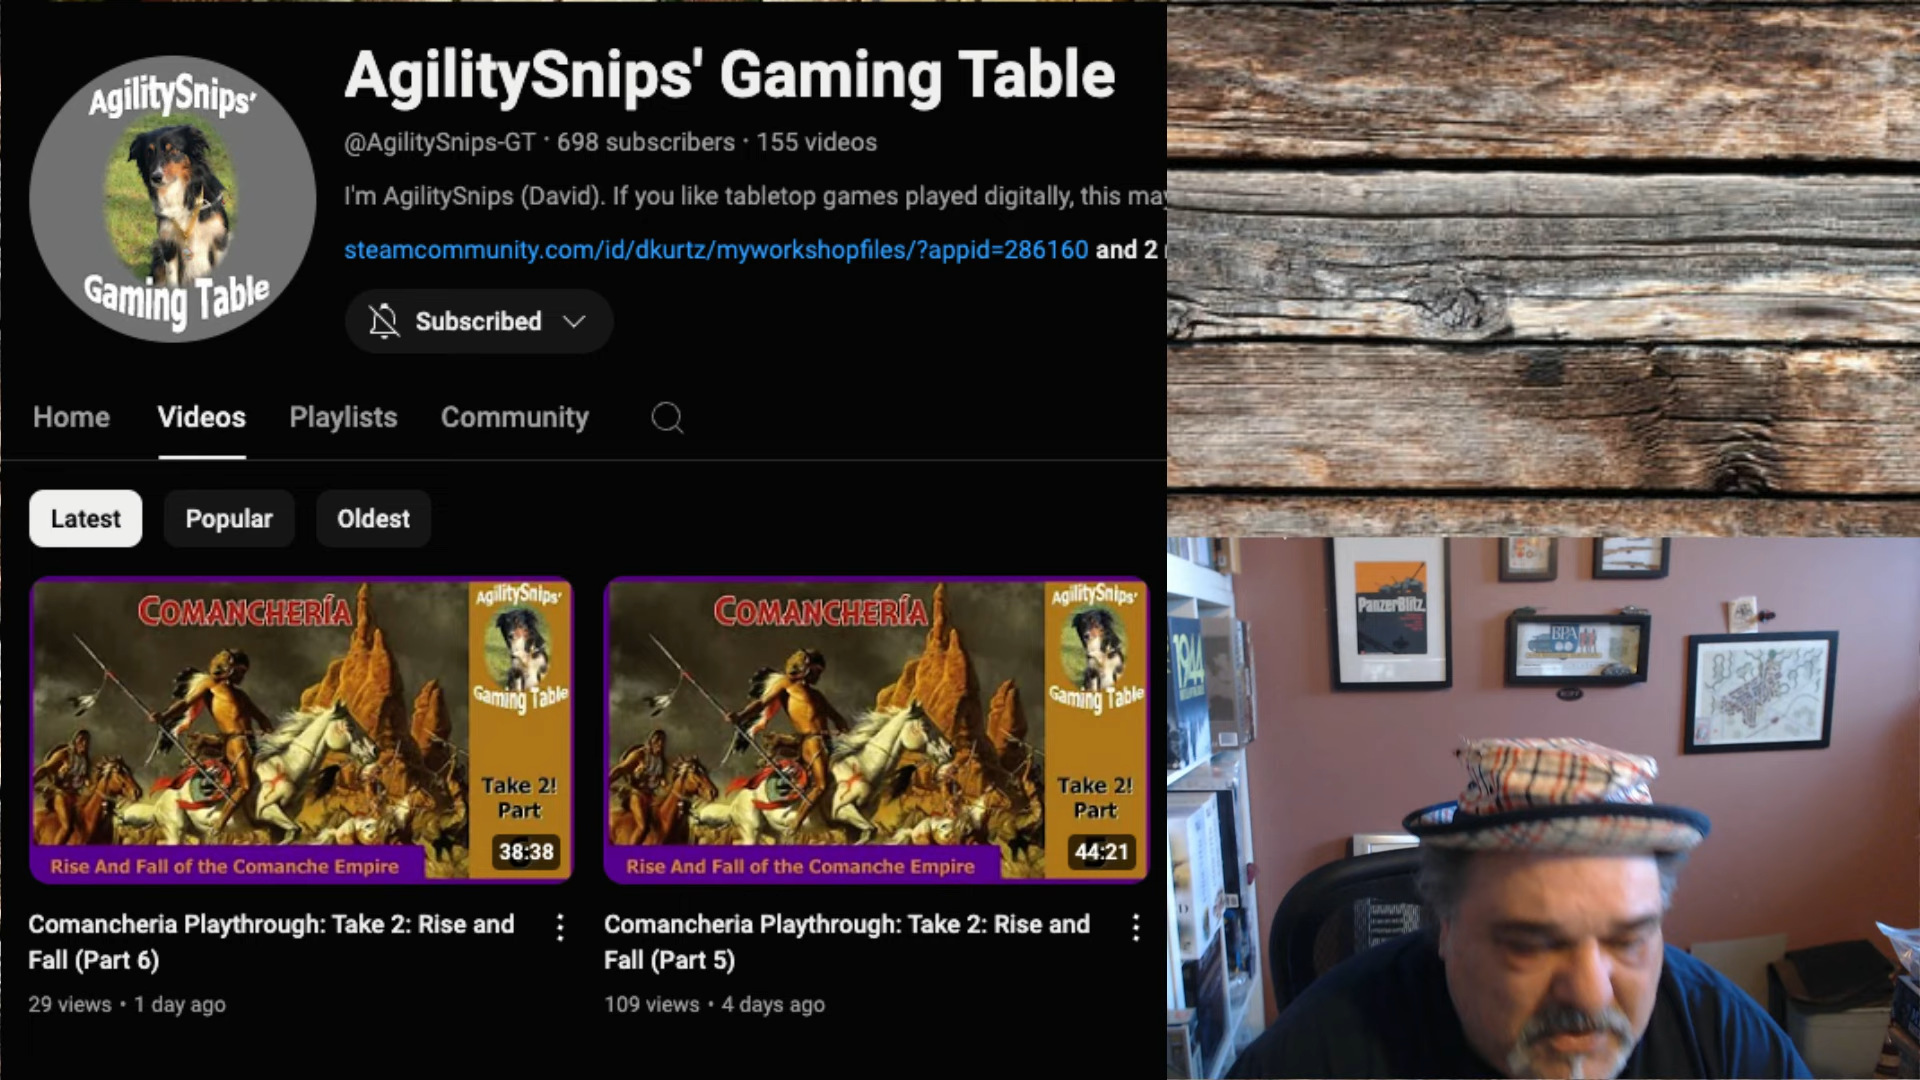 AgilitySnips'
Gaming Table
AgilitySnips' Gaming Table
@AgilitySnips-GT · 698 subscribers · 155 videos
I'm AgilitySnips (David). If you like tabletop games played digitally, this may
steamcommunity.com/id/dkurtz/myworkshopfiles/?appid=286160 and 2
Subscribed
Home Videos Playlists Community
Latest Popular Oldest
COMANCHERÍA
AgilitySnips'
Gaming Table
Take 2!
Part
38:38
Rise And Fall of the Comanche Empire
COMANCHERÍA
AgilitySnips'
Gaming Table
Take 2!
Part
44:21
Rise And Fall of the Comanche Empire
Comancheria Playthrough: Take 2: Rise and
Fall (Part 6)
29 views · 1 day ago
Comancheria Playthrough: Take 2: Rise and
Fall (Part 5)
109 views · 4 days ago
PanzerBlitz
BPA
1944